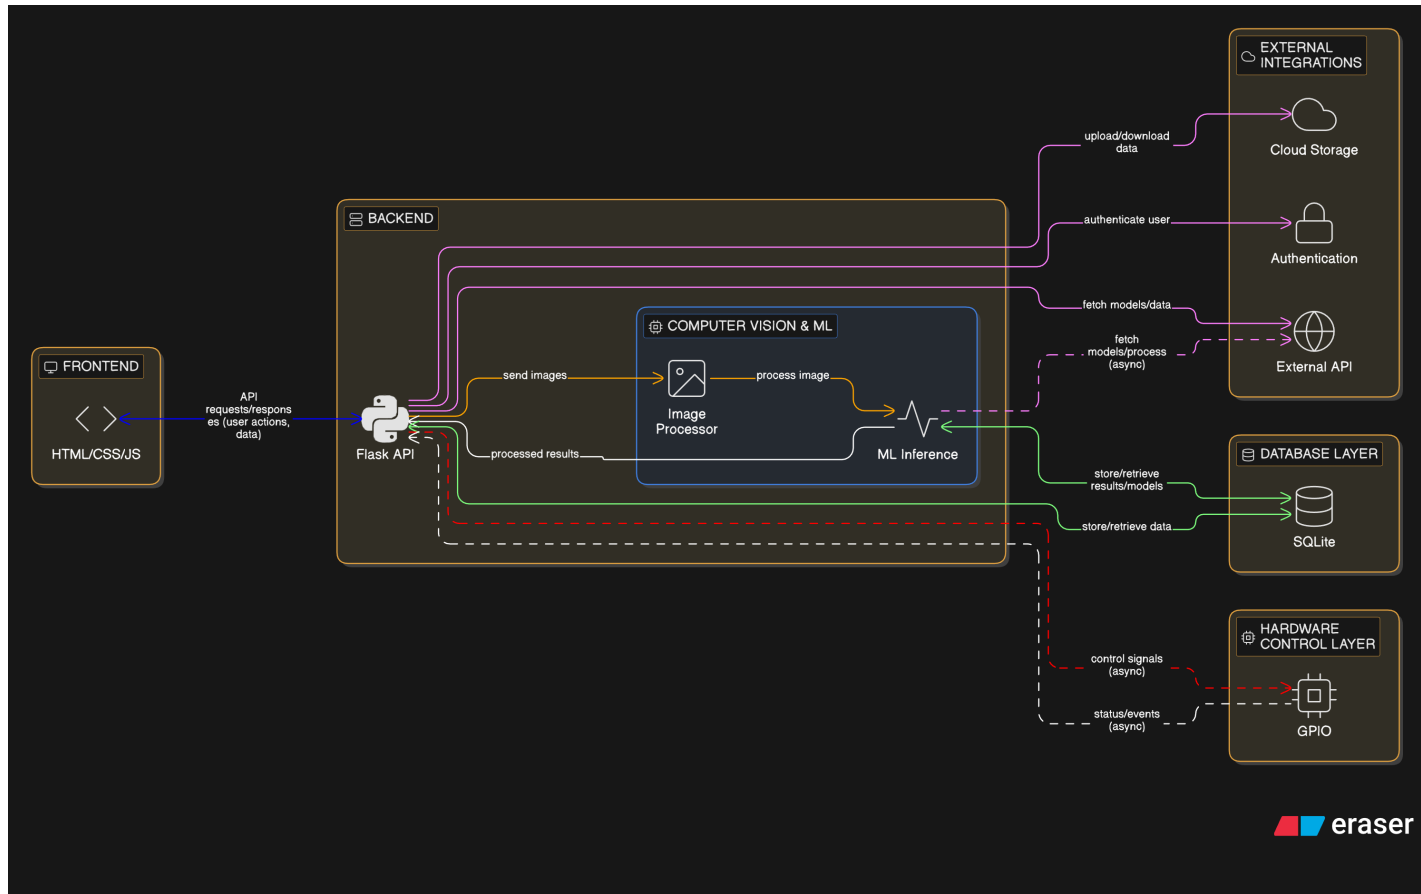 EXTERNAL
INTEGRATIONS
Cloud Storage
upload/download
data
authenticate user
Authentication
fetch models/data
fetch
models/process
(async)
External API
BACKEND
COMPUTER VISION & ML
send images
process image
Image
Processor
ML Inference
processed results
Flask API
FRONTEND
HTML/CSS/JS
API
requests/respons
es (user actions,
data)
DATABASE LAYER
store/retrieve
results/models
store/retrieve data
SQLite
HARDWARE
CONTROL LAYER
control signals
(async)
status/events
(async)
GPIO
eraser